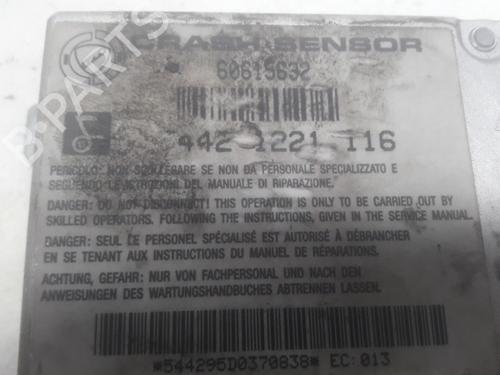 CRASH SENSOR
60615632
442 1221 116
PERICOLO: NON SCOLLEGARE SE NON DA PERSONALE SPECIALIZZATO E
SEGUENDO LE ISTRUZIONI DEL MANUALE DI RIPARAZIONE.
DANGER: DO NOT DISCONNECT! THIS OPERATION IS ONLY TO BE CARRIED OUT BY
SKILLED OPERATORS. FOLLOWING THE INSTRUCTIONS, GIVEN IN THE SERVICE MANUAL.
DANGER: SEUL LE PERSONEL SPÉCIALISÉ EST AUTORISÉ À DÉBRANCHER
EN SE TENANT AUX INSTRUCTIONS DU MANUEL DE RÉPARATIONS.
ACHTUNG, GEFAHR: NUR VON FACHPERSONAL UND NACH DEN
ANWEISUNGEN DES WARTUNGSHANDBUCHES ABTRENNEN LASSEN.
*544295D0370838* EC:013
B-PARTS